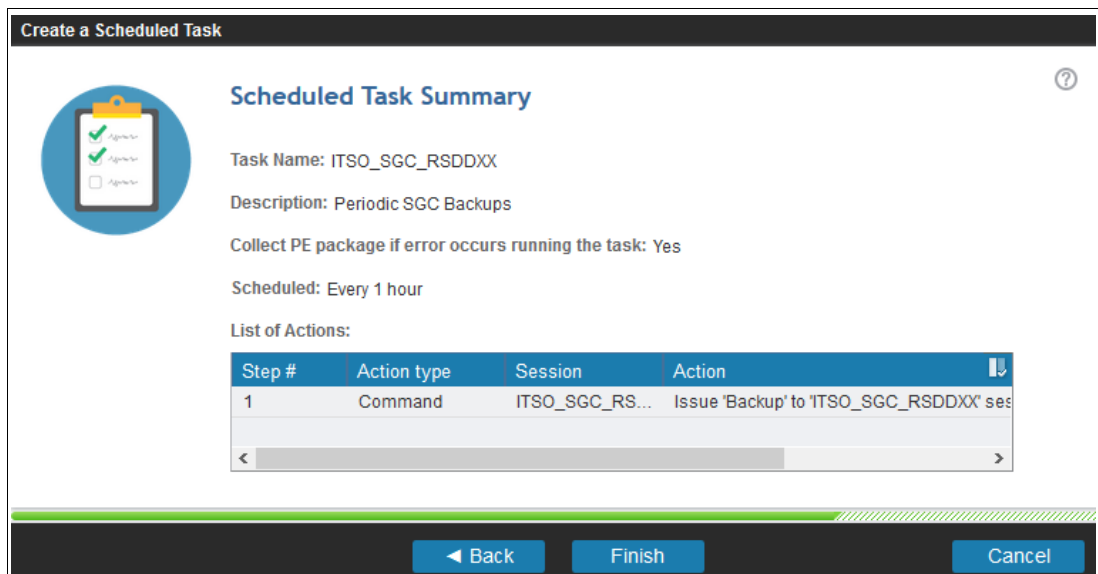 Create a Scheduled Task
Scheduled Task Summary
Task Name: ITSO_SGC_RSDDXX
Description: Periodic SGC Backups
Collect PE package if error occurs running the task: Yes
Scheduled: Every 1 hour
List of Actions:
Step # Action type Session Action
1 Command ITSO_SGC_RS... Issue 'Backup' to 'ITSO_SGC_RSDDXX' ses
◄ Back Finish Cancel